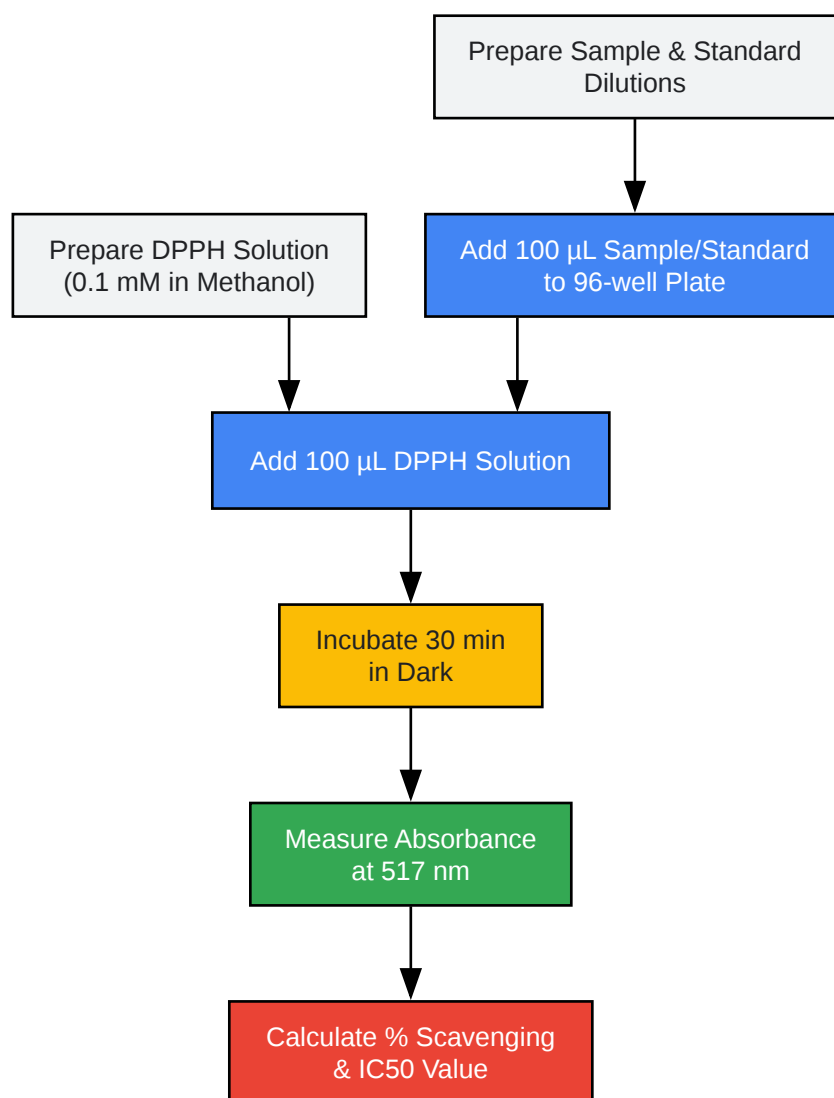 Prepare Sample & Standard
Dilutions
Prepare DPPH Solution
(0.1 mM in Methanol)
Add 100 µL Sample/Standard
to 96-well Plate
Add 100 µL DPPH Solution
Incubate 30 min
in Dark
Measure Absorbance
at 517 nm
Calculate % Scavenging
& IC50 Value